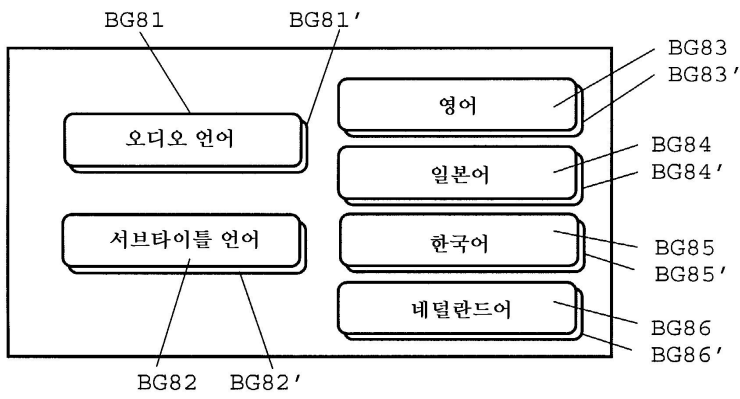 BG81 BG81'
BG83
BG83'
영어
오디오 언어
BG84
BG84'
일본어
서브타이틀 언어
한국어
BG85
BG85'
네덜란드어
BG86
BG86'
BG82 BG82'